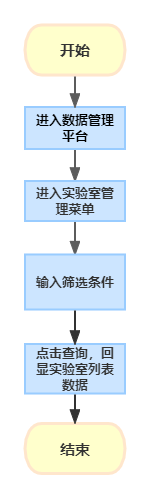 开始
进入数据管理
平台
进入实验室管
理菜单
输入筛选条件
点击查询，回
显实验室列表
数据
结束